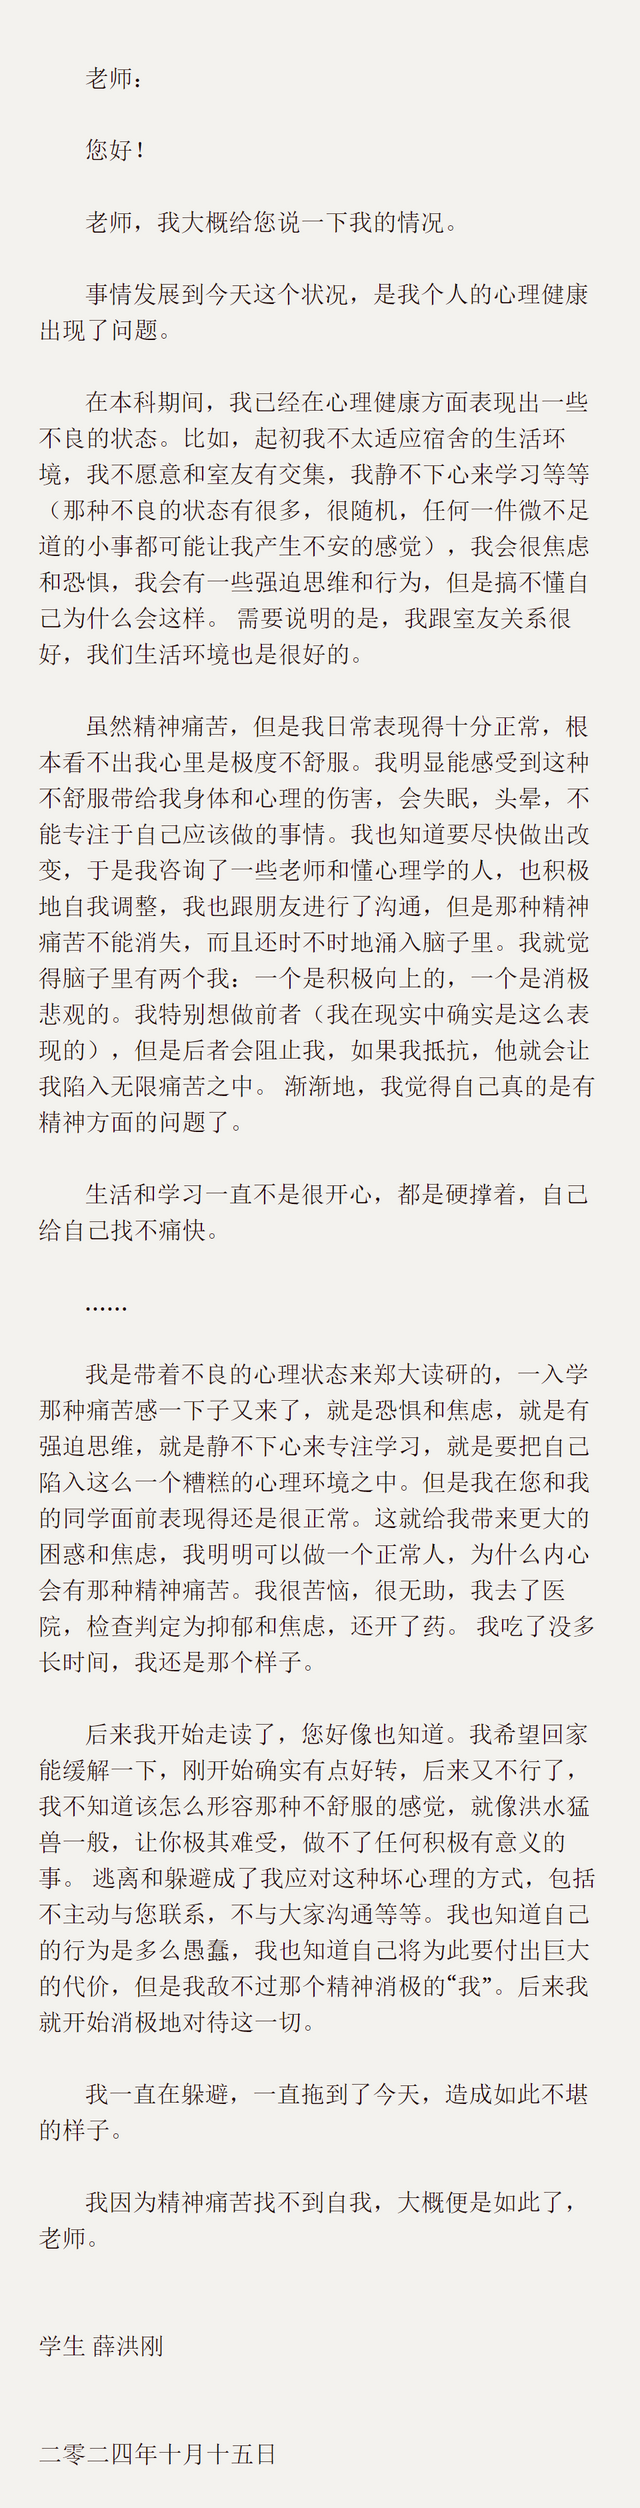 老师：
您好！
老师，我大概给您说一下我的情况。
事情发展到今天这个状况，是我个人的心理健康
出现了问题。
在本科期间，我已经在心理健康方面表现出一些
不良的状态。比如，起初我不太适应宿舍的生活环
境，我不愿意和室友有交集，我静不下心来学习等等
（那种不良的状态有很多，很随机，任何一件微不足
道的小事都可能让我产生不安的感觉），我会很焦虑
和恐惧，我会有一些强迫思维和行为，但是搞不懂自
己为什么会这样。 需要说明的是，我跟室友关系很
好，我们生活环境也是很好的。
虽然精神痛苦，但是我日常表现得十分正常，根
本看不出我心里是极度不舒服。我明显能感受到这种
不舒服带给我身体和心理的伤害，会失眠，头晕，不
能专注于自己应该做的事情。我也知道要尽快做出改
变，于是我咨询了一些老师和懂心理学的人，也积极
地自我调整，我也跟朋友进行了沟通，但是那种精神
痛苦不能消失，而且还时不时地涌入脑子里。我就觉
得脑子里有两个我：一个是积极向上的，一个是消极
悲观的。我特别想做前者（我在现实中确实是这么表
现的），但是后者会阻止我，如果我抵抗，他就会让
我陷入无限痛苦之中。 渐渐地，我觉得自己真的是有
精神方面的问题了。
生活和学习一直不是很开心，都是硬撑着，自己
给自己找不痛快。
……
我是带着不良的心理状态来郑大读研的，一入学
那种痛苦感一下子又来了，就是恐惧和焦虑，就是有
强迫思维，就是静不下心来专注学习，就是要把自己
陷入这么一个糟糕的心理环境之中。但是我在您和我
的同学面前表现得还是很正常。这就给我带来更大的
困惑和焦虑，我明明可以做一个正常人，为什么内心
会有那种精神痛苦。我很苦恼，很无助，我去了医
院，检查判定为抑郁和焦虑，还开了药。 我吃了没多
长时间，我还是那个样子。
后来我开始走读了，您好像也知道。我希望回家
能缓解一下，刚开始确实有点好转，后来又不行了，
我不知道该怎么形容那种不舒服的感觉，就像洪水猛
兽一般，让你极其难受，做不了任何积极有意义的
事。 逃离和躲避成了我应对这种坏心理的方式，包括
不主动与您联系，不与大家沟通等等。我也知道自己
的行为是多么愚蠢，我也知道自己将为此要付出巨大
的代价，但是我敌不过那个精神消极的“我”。后来我
就开始消极地对待这一切。
我一直在躲避，一直拖到了今天，造成如此不堪
的样子。
我因为精神痛苦找不到自我，大概便是如此了，
老师。
学生 薛洪刚
二零二四年十月十五日